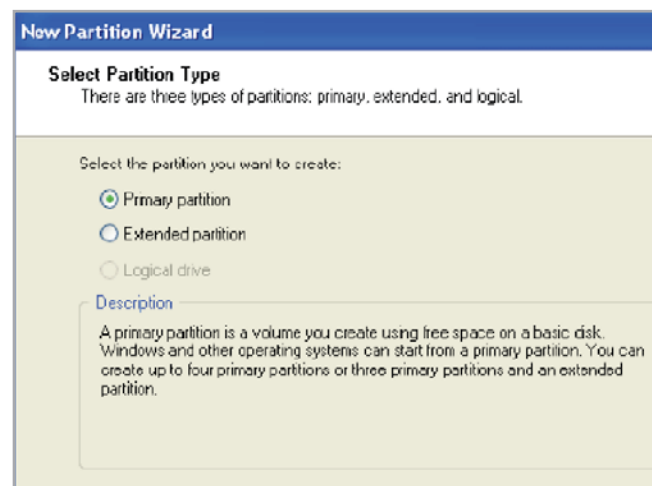 New Partition Wizard
Select Partition Type
There are three types of partitions: primary, extended, and logical.
Select the partition you want to create:
Primary partition
Extended partition
Logical drive
Description
A primary partition is a volume you create using free space on a basic disk.
Windows and other operating systems can start from a primary partition. You can
create up to four primary partitions or three primary partitions and an extended
partition.